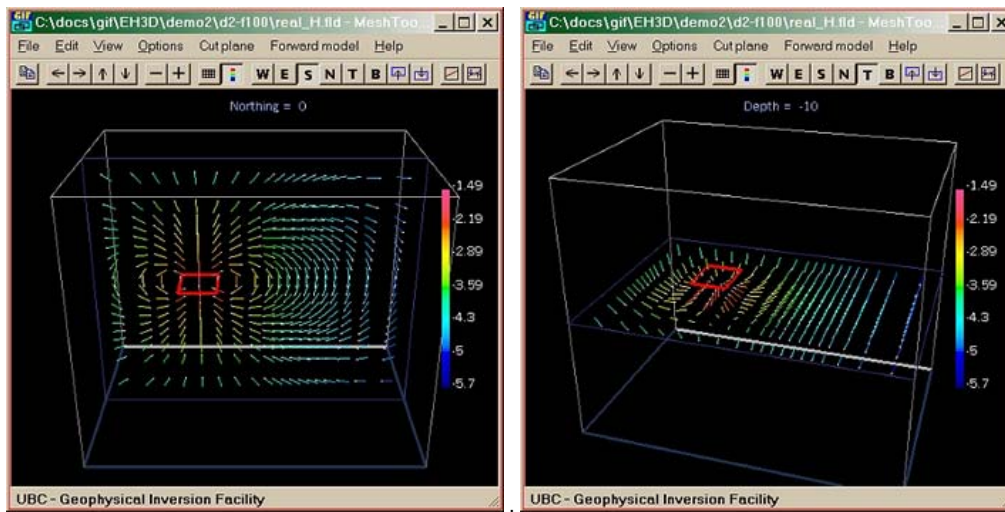 C:\docs\gif\EH3D\demo2\d2-f100\real_H.fld - MeshToo...
File Edit View Options Cut plane Forward model Help
W E S N T B
Northing = 0
-1.49
-2.19
-2.89
-3.59
-4.3
-5
-5.7
UBC - Geophysical Inversion Facility
C:\docs\gif\EH3D\demo2\d2-f100\real_H.fld - MeshToo...
File Edit View Options Cut plane Forward model Help
W E S N T B
Depth = -10
-1.49
-2.19
-2.89
-3.59
-4.3
-5
-5.7
UBC - Geophysical Inversion Facility